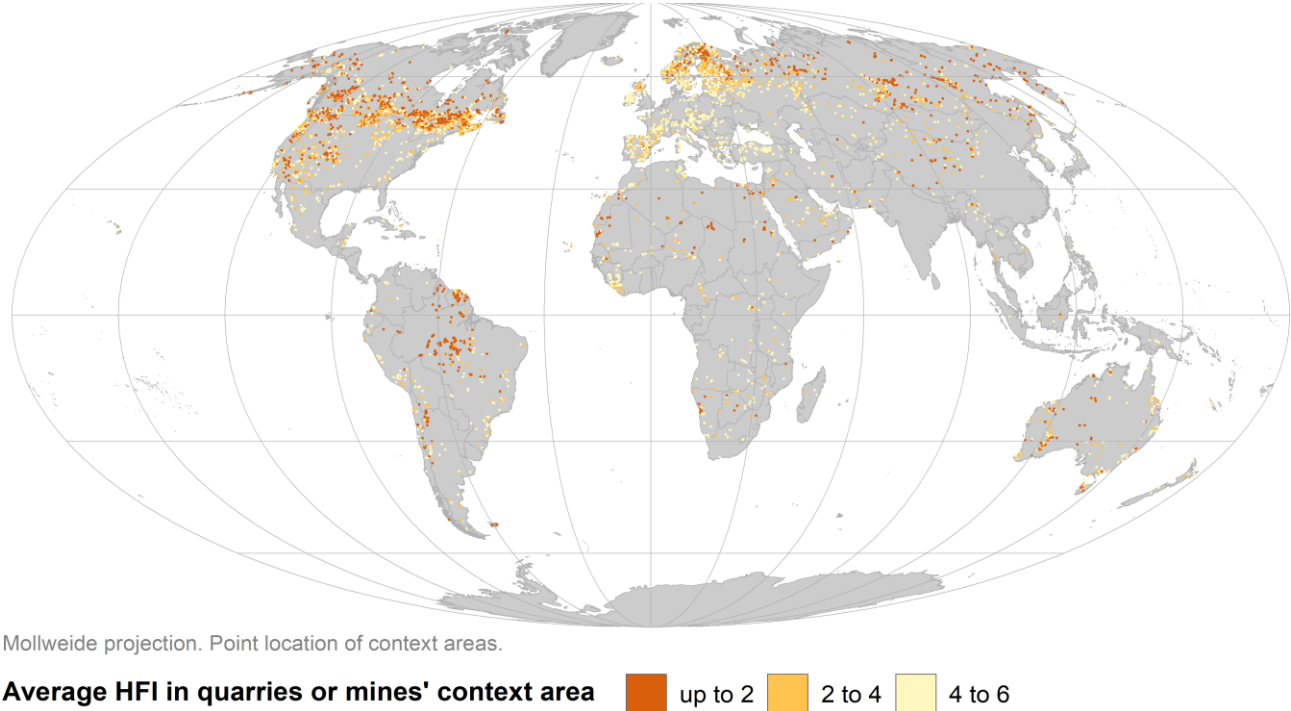 Mollweide projection. Point location of context areas.
Average HFI in quarries or mines' context area up to 2 2 to 4 4 to 6